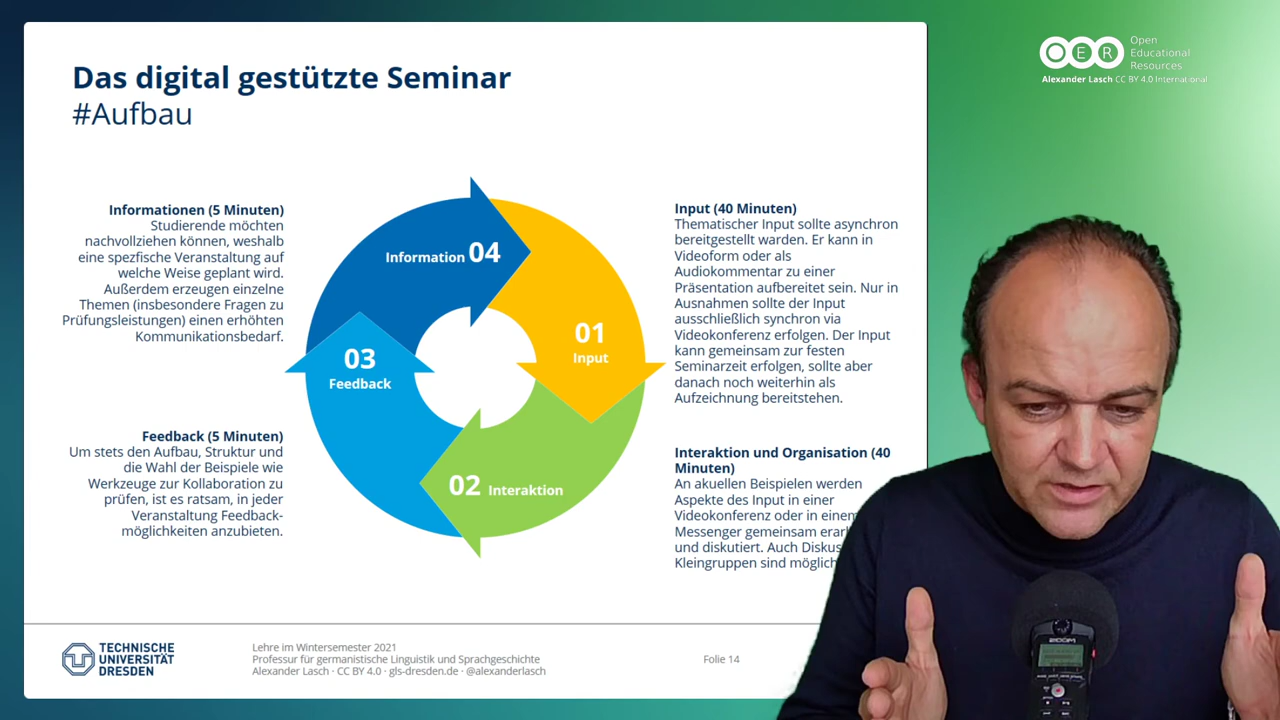 Das digital gestützte Seminar
#Aufbau
Informationen (5 Minuten)
Studierende möchten
nachvollziehen können, weshalb
eine spezfische Veranstaltung auf
welche Weise geplant wird.
Außerdem erzeugen einzelne
Themen (insbesondere Fragen zu
Prüfungsleistungen) einen erhöhten
Kommunikationsbedarf.
Feedback (5 Minuten)
Um stets den Aufbau, Struktur und
die Wahl der Beispiele wie
Werkzeuge zur Kollaboration zu
prüfen, ist es ratsam, in jeder
Veranstaltung Feedback-
möglichkeiten anzubieten.
Information 04
01
Input
03
Feedback
02 Interaktion
Input (40 Minuten)
Thematischer Input sollte asynchron
bereitgestellt warden. Er kann in
Videoform oder als
Audiokommentar zu einer
Präsentation aufbereitet sein. Nur in
Ausnahmen sollte der Input
ausschließlich synchron via
Videokonferenz erfolgen. Der Input
kann gemeinsam zur festen
Seminarzeit erfolgen, sollte aber
danach noch weiterhin als
Aufzeichnung bereitstehen.
Interaktion und Organisation (40
Minuten)
An akuellen Beispielen werden
Aspekte des Input in einer
Videokonferenz oder in einem
Messenger gemeinsam
und diskutiert. Auch
Kleingruppen sind möglich
TECHNISCHE
UNIVERSITÄT
DRESDEN
Lehre im Wintersemester 2021
Professur für germanistische Linguistik und Sprachgeschichte
Alexander Lasch · CC BY 4.0 · gls-dresden.de · @alexanderlasch
Folie 14
OER
Open
Educational
Resources
Alexander Lasch CC BY 4.0 International
ZOOM